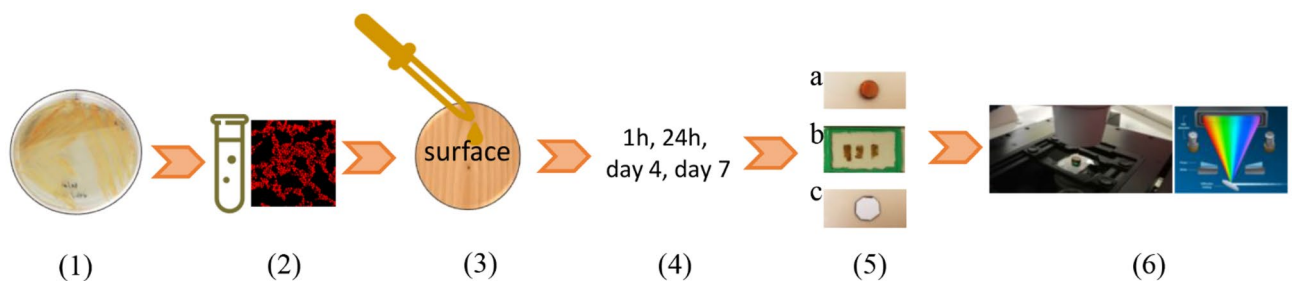 a
b
c
surface
1h, 24h,
day 4, day 7
(1) (2) (3) (4) (5) (6)